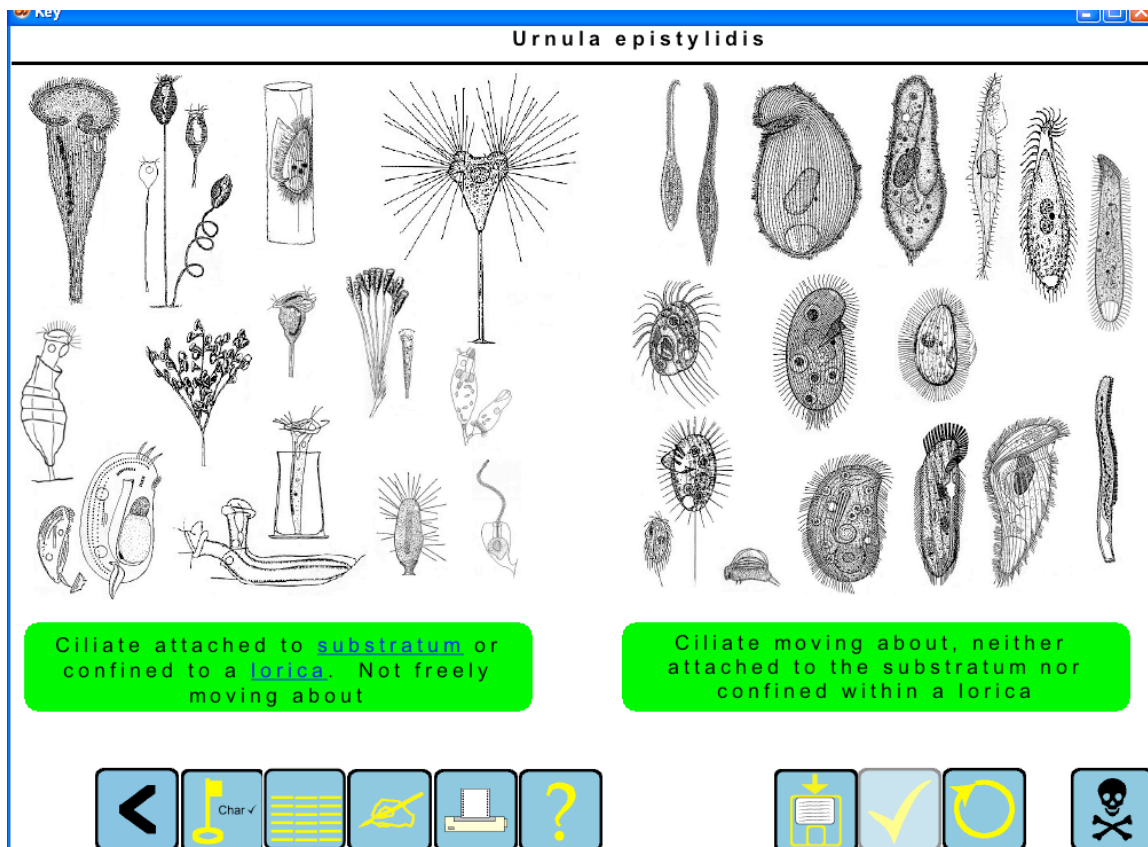 Key
Urnula epistylidis
Ciliate attached to substratum or
confined to a lorica. Not freely
moving about
Ciliate moving about, neither
attached to the substratum nor
confined within a lorica
Char ✓
?